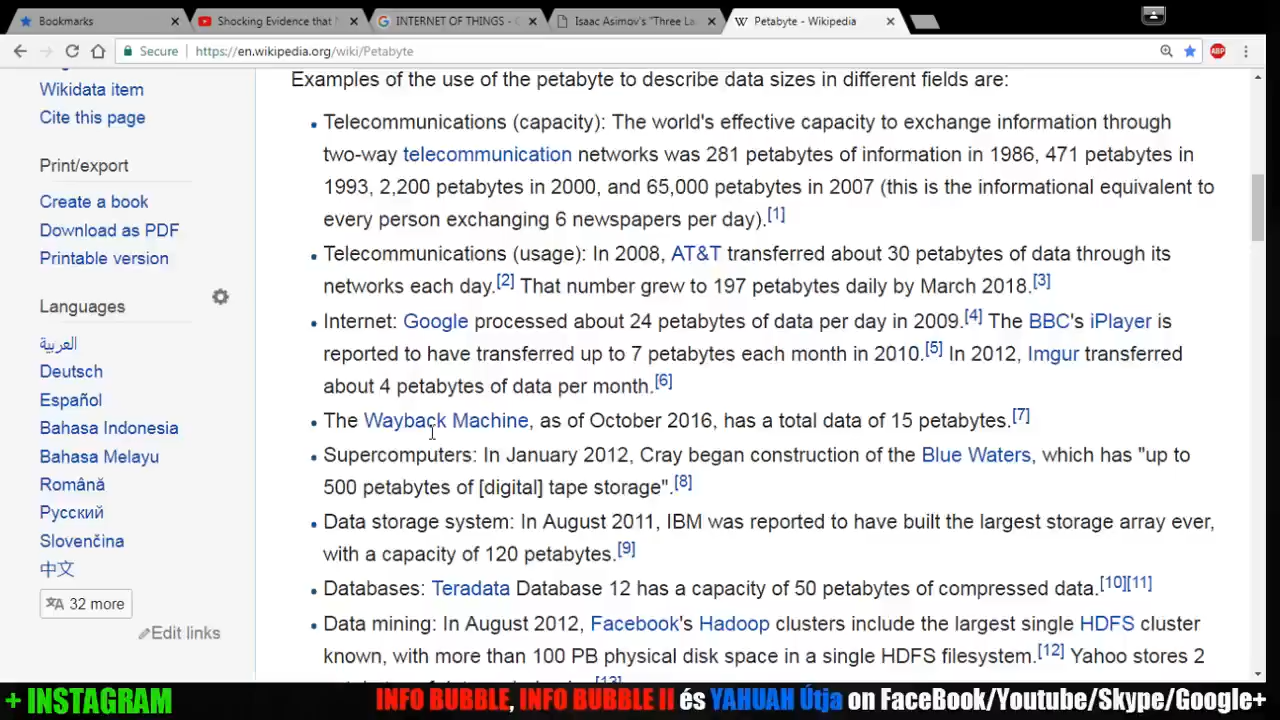 Bookmarks
Shocking Evidence that
INTERNET OF THINGS - G
Isaac Asimov's "Three La
Petabyte - Wikipedia
Secure
https://en.wikipedia.org/wiki/Petabyte
ABP
Wikidata item
Cite this page
Print/export
Create a book
Download as PDF
Printable version
Languages
العربية
Deutsch
Español
Bahasa Indonesia
Bahasa Melayu
Română
Русский
Slovenčina
中文
32 more
Edit links
Examples of the use of the petabyte to describe data sizes in different fields are:
Telecommunications (capacity): The world's effective capacity to exchange information through
two-way telecommunication networks was 281 petabytes of information in 1986, 471 petabytes in
1993, 2,200 petabytes in 2000, and 65,000 petabytes in 2007 (this is the informational equivalent to
every person exchanging 6 newspapers per day).[1]
Telecommunications (usage): In 2008, AT&T transferred about 30 petabytes of data through its
networks each day.[2] That number grew to 197 petabytes daily by March 2018.[3]
Internet: Google processed about 24 petabytes of data per day in 2009.[4] The BBC's iPlayer is
reported to have transferred up to 7 petabytes each month in 2010.[5] In 2012, Imgur transferred
about 4 petabytes of data per month.[6]
The Wayback Machine, as of October 2016, has a total data of 15 petabytes.[7]
Supercomputers: In January 2012, Cray began construction of the Blue Waters, which has "up to
500 petabytes of [digital] tape storage".[8]
Data storage system: In August 2011, IBM was reported to have built the largest storage array ever,
with a capacity of 120 petabytes.[9]
Databases: Teradata Database 12 has a capacity of 50 petabytes of compressed data.[10][11]
Data mining: In August 2012, Facebook's Hadoop clusters include the largest single HDFS cluster
known, with more than 100 PB physical disk space in a single HDFS filesystem.[12] Yahoo stores 2
+ INSTAGRAM
INFO BUBBLE, INFO BUBBLE II és YAHUAH Útja on FaceBook/Youtube/Skype/Google+